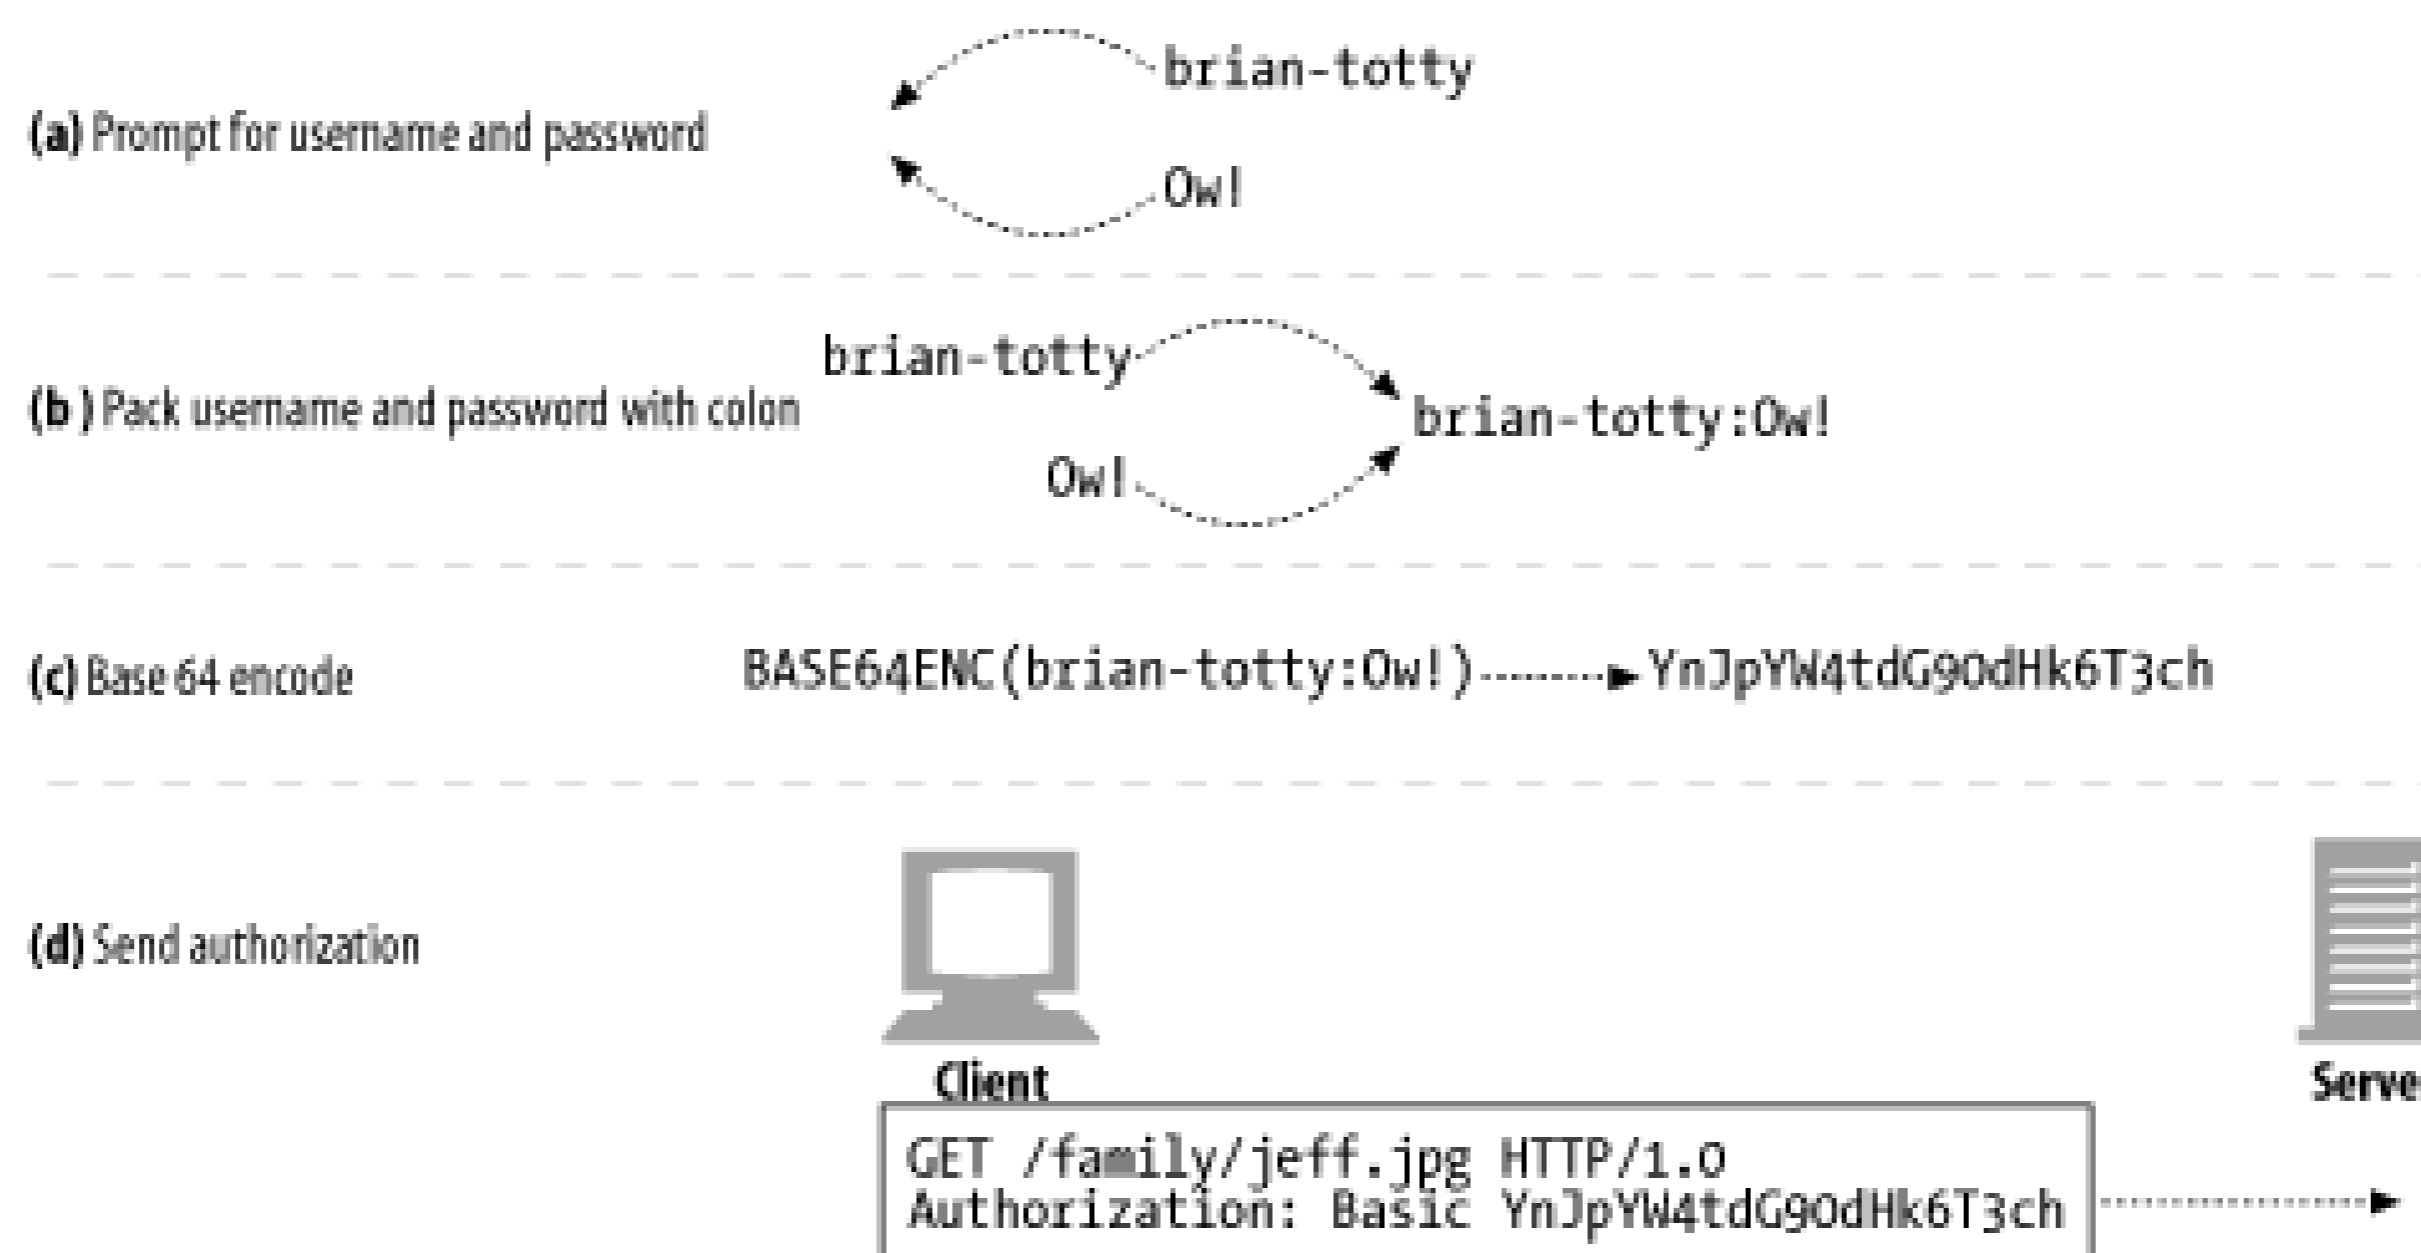 brian-totty
(a) Prompt for username and password
Ow!
brian-totty
(b ) Pack username and password with colon
brian-totty:Ow!
Ow!
(c) Base 64 encode
BASE64ENC(brian-totty:Ow!) YnJpYW4tdG90dHk6T3ch
(d) Send authorization
Client
Serve
GET /family/jeff.jpg HTTP/1.0
Authorization: Basic YnJpYW4tdG90dHk6T3ch